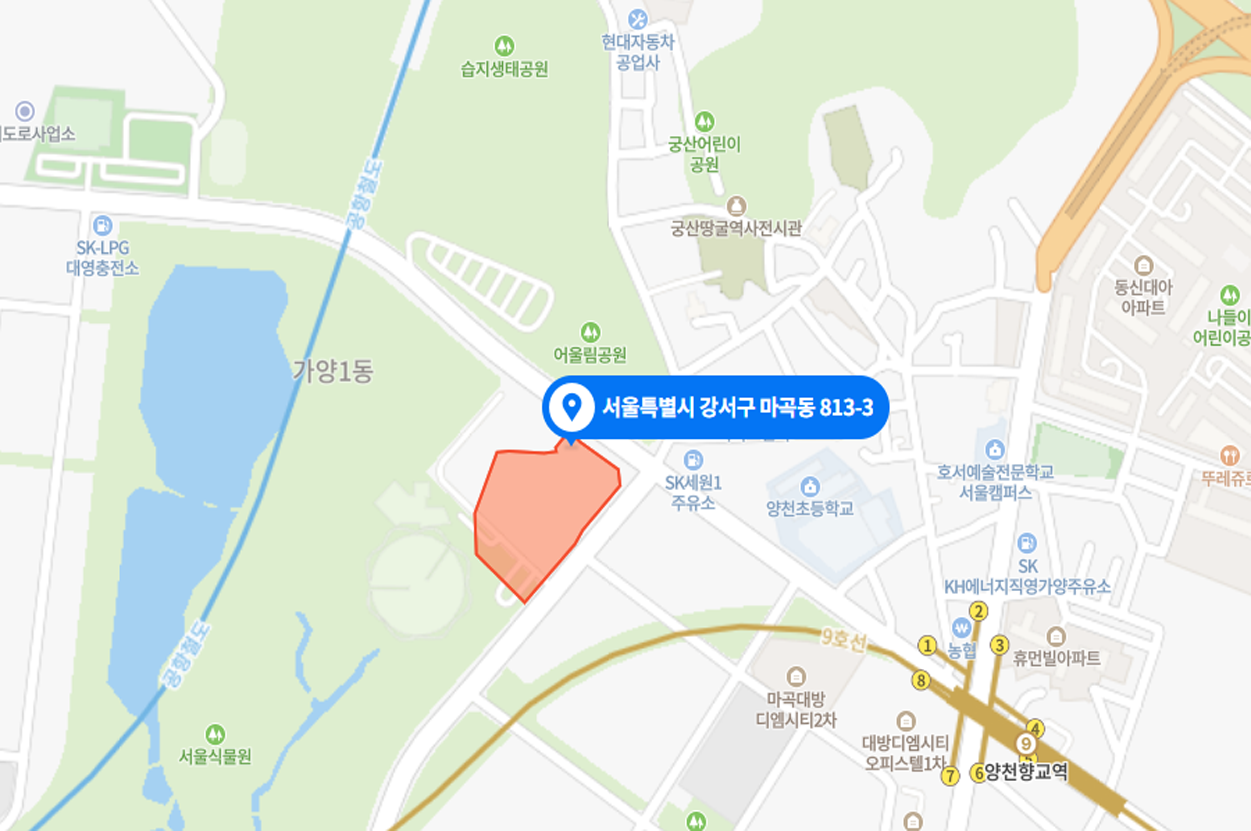 습지생태공원
현대자동차
공업사
도로사업소
궁산어린이
공원
공항철도
궁산땅굴역사전시관
SK-LPG
대영충전소
동신대아
아파트
나들이
어린이공
어울림공원
가양1동
서울특별시 강서구 마곡동 813-3
SK세원1
주유소
양천초등학교
호서예술전문학교
서울캠퍼스
뚜레쥬르
SK
KH에너지직영가양주유소
공항철도
9호선
1
2
3
농협
휴먼빌아파트
8
마곡대방
디엠시티2차
대방디엠시티
오피스텔1차
4
9
5
7
6
양천향교역
서울식물원